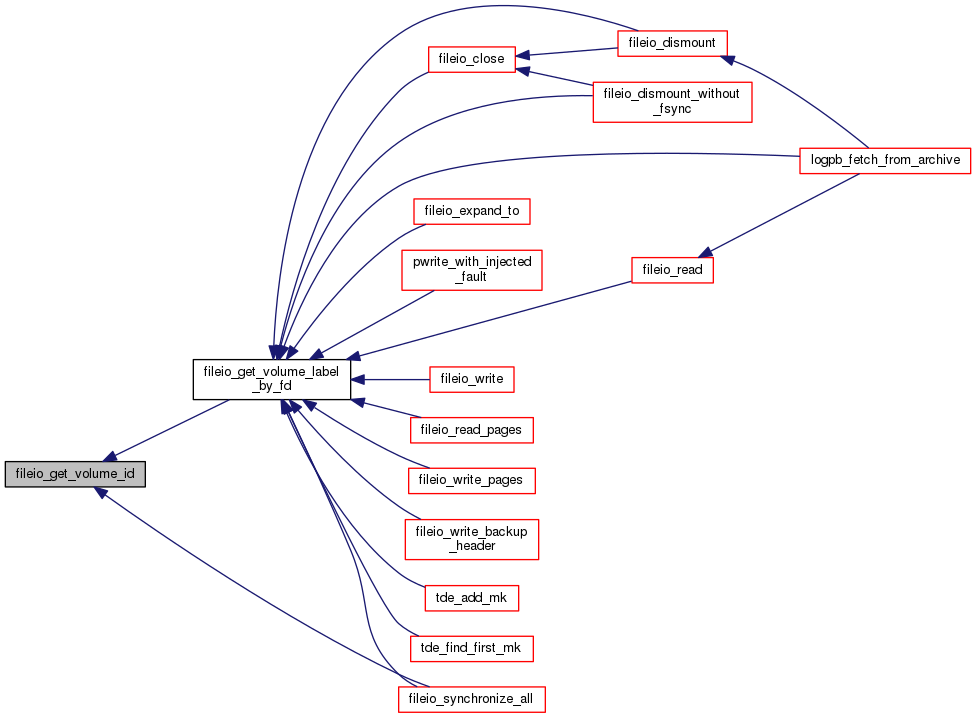 fileio_dismount
fileio_close
fileio_dismount_without
_fsync
logpb_fetch_from_archive
fileio_expand_to
pwrite_with_injected
_fault
fileio_read
fileio_get_volume_label
_by_fd
fileio_write
fileio_read_pages
fileio_get_volume_id
fileio_write_pages
fileio_write_backup
_header
tde_add_mk
tde_find_first_mk
fileio_synchronize_all